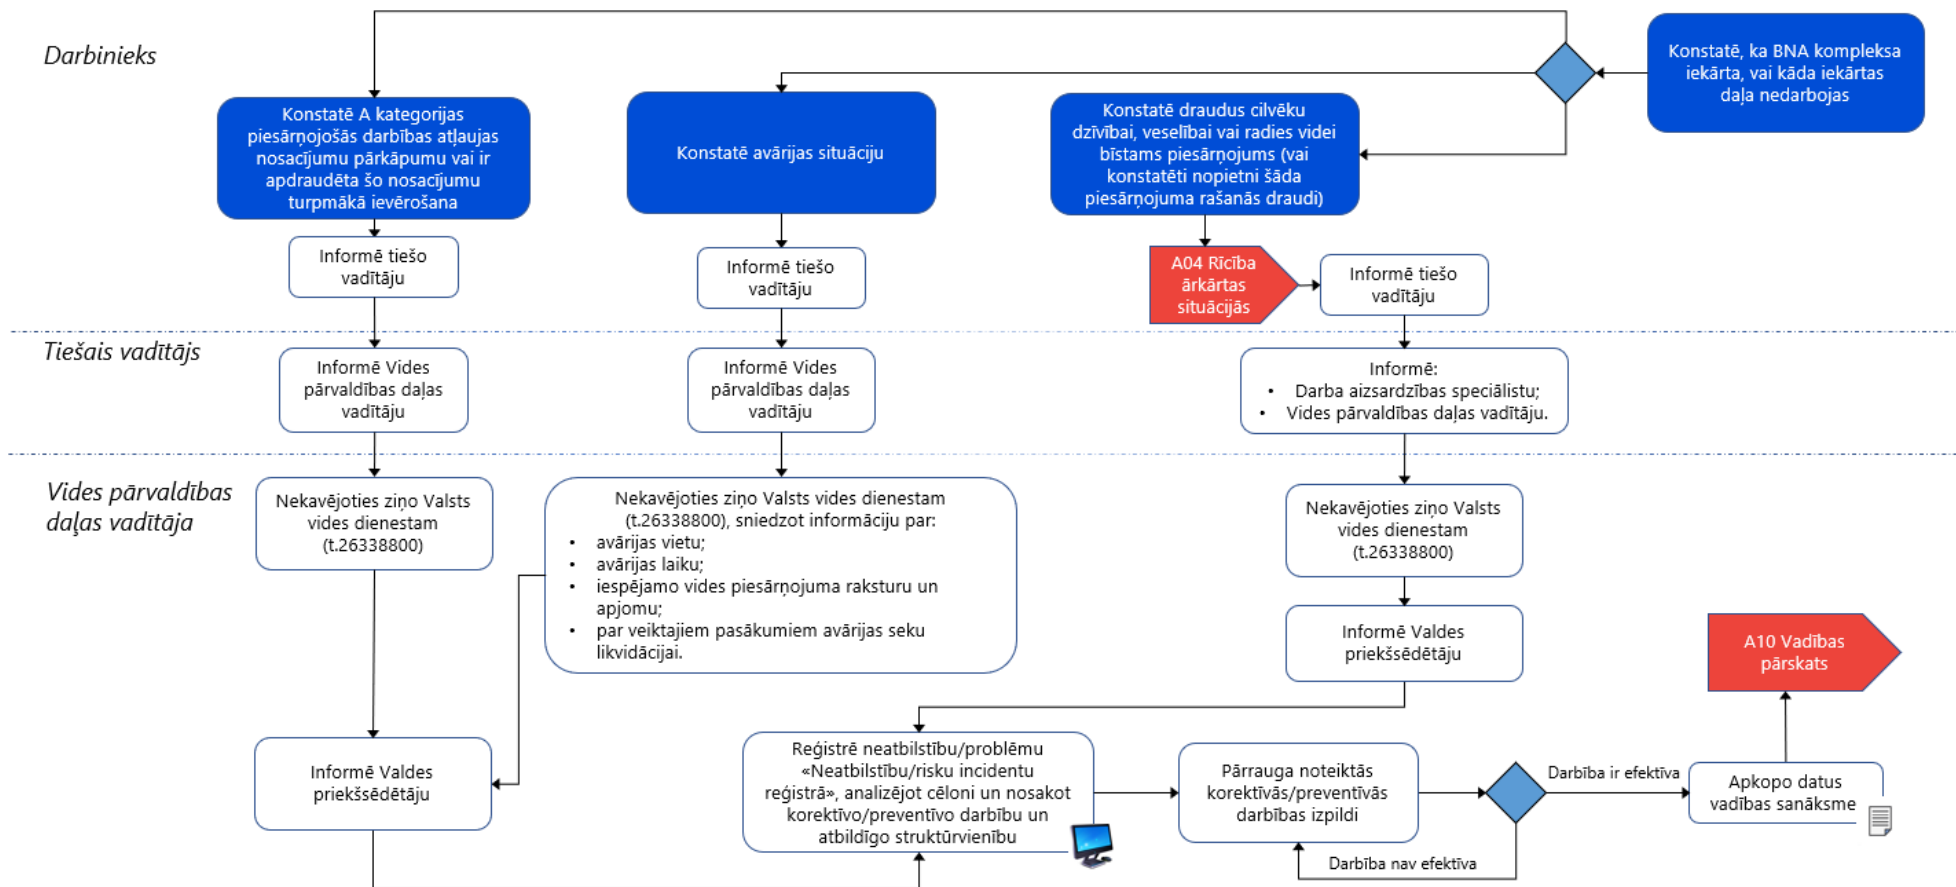 Darbinieks
Konstatē, ka BNA kompleksa
iekārta, vai kāda iekārtas
daļa nedarbojas
Konstatē A kategorijas
piesārņojošās darbības atļaujas
nosacījumu pārkāpumu vai ir
apdraudēta šo nosacījumu
turpmākā ievērošana
Konstatē avārijas situāciju
Konstatē draudus cilvēku
dzīvībai, veselībai vai radies videi
bīstams piesārņojums (vai
konstatēti nopietni šāda
piesārņojuma rašanās draudi)
Informē tiešo
vadītāju
Informē tiešo
vadītāju
A04 Rīcība
ārkārtas
situācijās
Informē tiešo
vadītāju
Tiešais vadītājs
Informē Vides
pārvaldības daļas
vadītāju
Informē Vides
pārvaldības daļas
vadītāju
Informē:
• Darba aizsardzības speciālistu;
• Vides pārvaldības daļas vadītāju.
Vides pārvaldības
daļas vadītāja
Nekavējoties ziņo Valsts
vides dienestam
(t.26338800)
Nekavējoties ziņo Valsts vides dienestam
(t.26338800), sniedzot informāciju par:
• avārijas vietu;
• avārijas laiku;
• iespējamo vides piesārņojuma raksturu un
apjomu;
• par veiktajiem pasākumiem avārijas seku
likvidācijai.
Nekavējoties ziņo Valsts
vides dienestam
(t.26338800)
Informē Valdes
priekšsēdētāju
A10 Vadības
pārskats
Informē Valdes
priekšsēdētāju
Reģistrē neatbilstību/problēmu
«Neatbilstību/risku incidentu
reģistrā», analizējot cēloni un nosakot
korektīvo/preventīvo darbību un
atbildīgo struktūrvienību
Pārrauga noteiktās
korektīvās/preventīvās
darbības izpildi
Darbība ir efektīva
Apkopo datus
vadības sanāksmei
Darbība nav efektīva